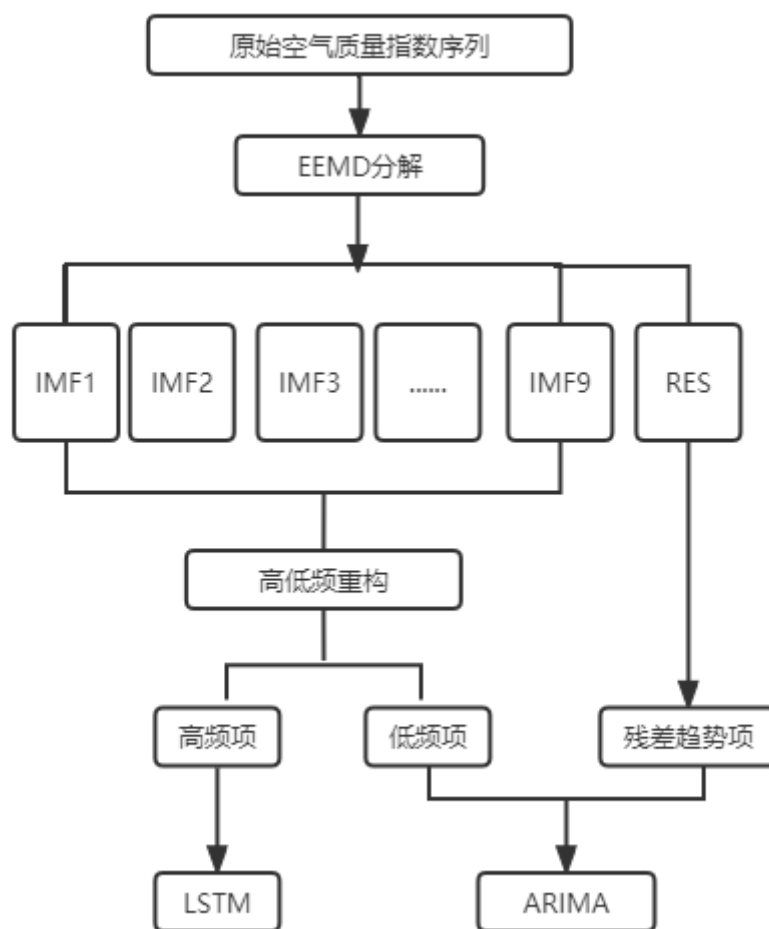 原始空气质量指数序列
EEMD分解
IMF1 IMF2 IMF3 ...... IMF9 RES
高低频重构
高频项 低频项 残差趋势项
LSTM ARIMA